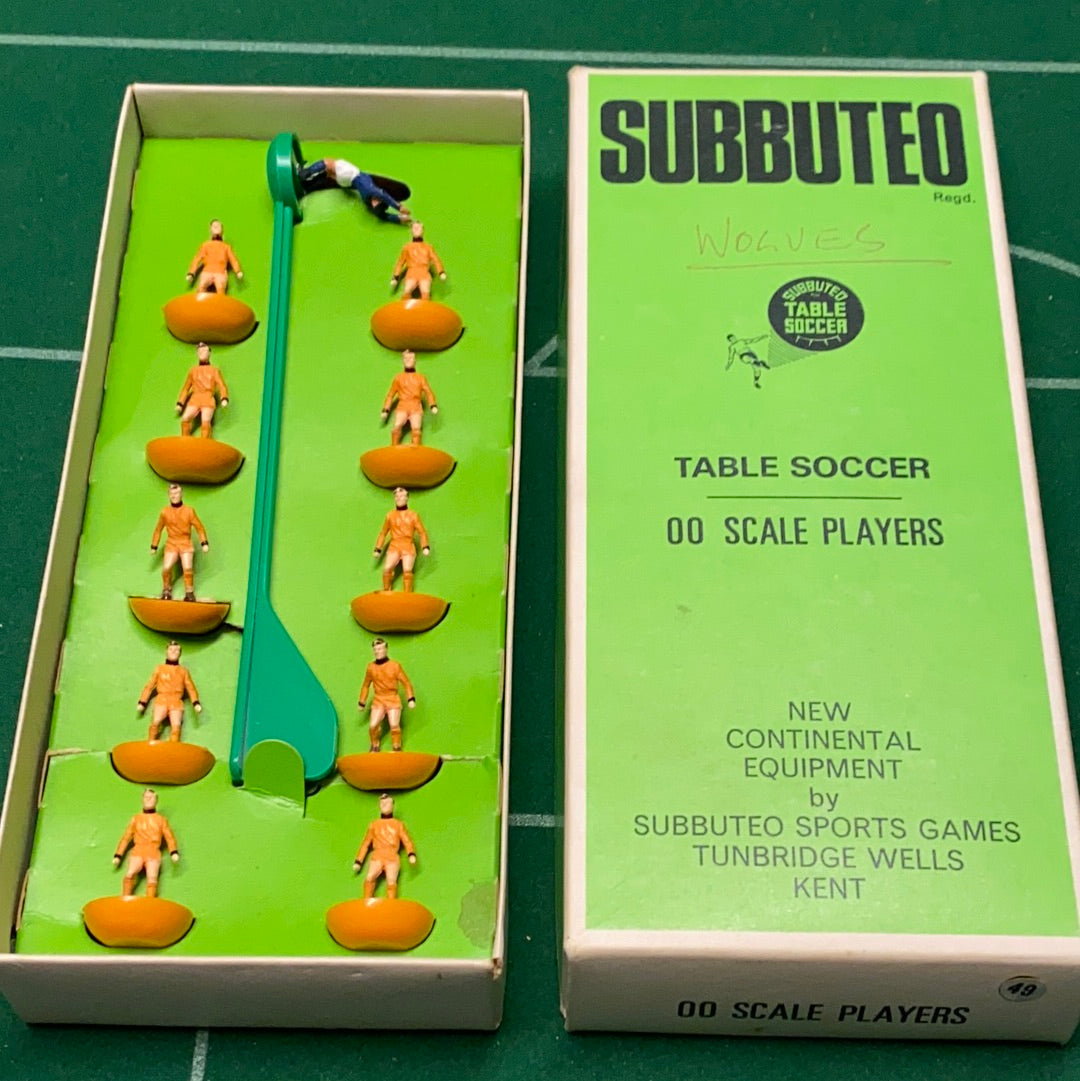 SUBBUTEO
Regd.
WOLVES
SUBBUTEO
TABLE
SOCCER
TABLE SOCCER
00 SCALE PLAYERS
NEW
CONTINENTAL
EQUIPMENT
by
SUBBUTEO SPORTS GAMES
TUNBRIDGE WELLS
KENT
49
00 SCALE PLAYERS